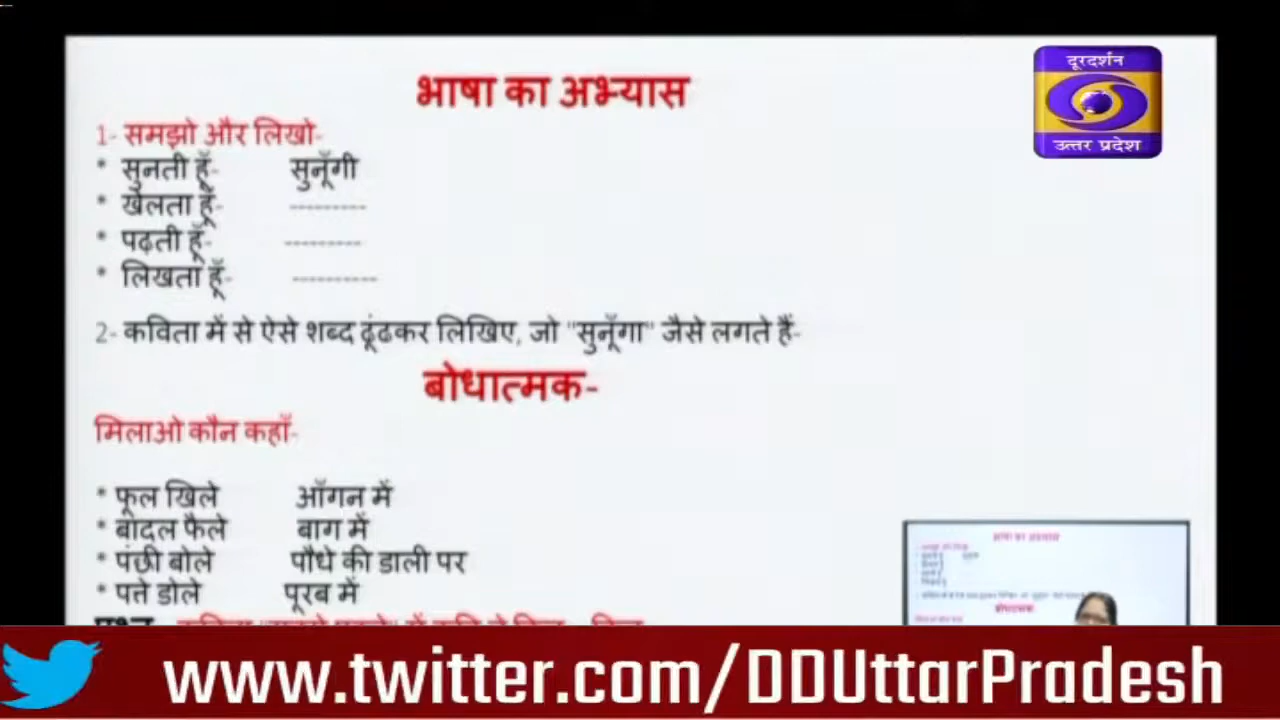 दूरदर्शन
उत्तर प्रदेश
भाषा का अभ्यास
1- समझो और लिखो-
* सुनती हूँ- सुनूँगी
* खेलता हूँ- ---------
* पढ़ती हूँ- ---------
* लिखता हूँ- ----------
2- कविता में से ऐसे शब्द ढूंढकर लिखिए, जो "सुनूँगा" जैसे लगते हैं-
बोधात्मक-
मिलाओ कौन कहाँ-
* फूल खिले आँगन में
* बादल फैले बाग में
* पंछी बोले पौधे की डाली पर
* पत्ते डोले पूरब में
www.twitter.com/DDUttarPradesh